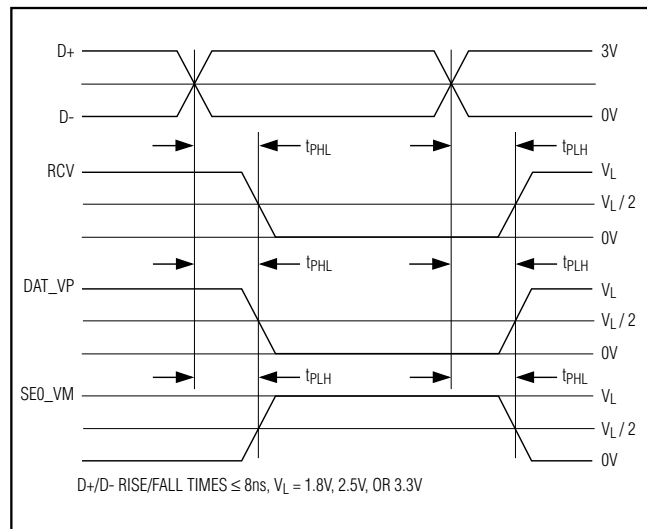 D+
3V
D-
0V
tPHL
tPLH
RCV
VL
VL / 2
0V
tPHL
tPLH
DAT_VP
VL
VL / 2
0V
tPLH
tPHL
SE0_VM
VL
VL / 2
0V
D+/D- RISE/FALL TIMES ≤ 8ns, VL = 1.8V, 2.5V, OR 3.3V